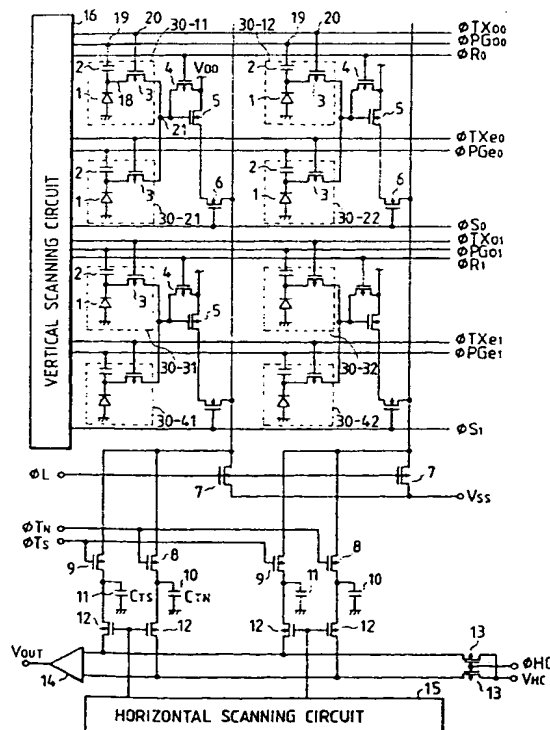 16 19 20 30-11 30-12 19 20
ΦTX00
ΦPG00
ΦR0
2 4 VDD 2 4
1 18 3 5 1 3 5
21
ΦTXe0
ΦPGe0
2 6 2 6
1 3 1 3
30-21 30-22
ΦS0
ΦTX01
ΦPG01
ΦR1
VERTICAL SCANNING CIRCUIT
2 4
1 3 5
30-31 30-32
ΦTXe1
ΦPGe1
30-41 30-42
ΦS1
ΦL 7 7
VSS
ΦTN
ΦTS
8 8
9 9
11 CTS 10 CTN 11 10
12 12 12 12
13
VOUT
ΦHC
VHC
14 13
15
HORIZONTAL SCANNING CIRCUIT